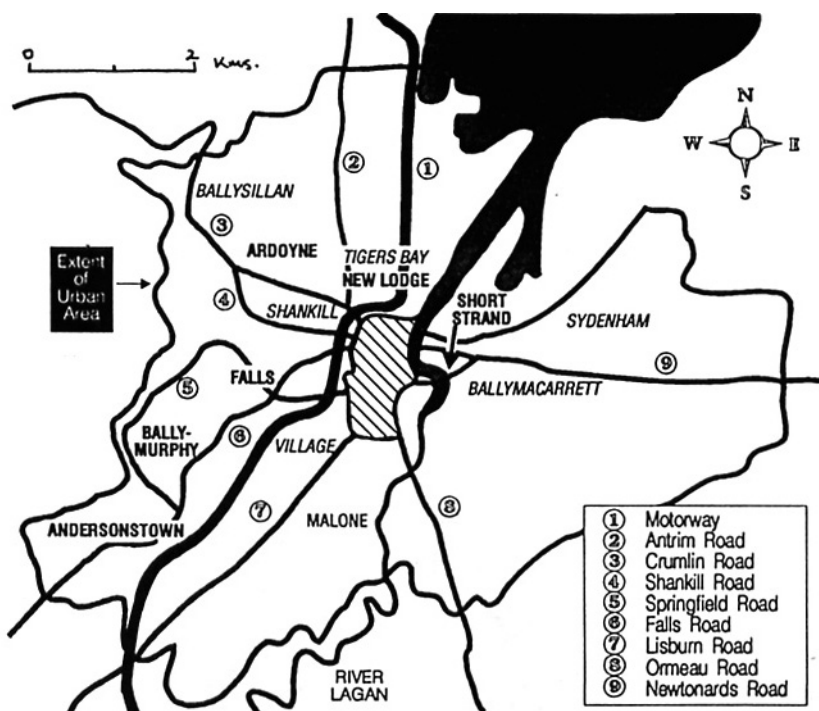 0 2 Kms.
N
W E
S
②
①
BALLYSILLAN
③
ARDOYNE
TIGERS BAY
NEW LODGE
Extent
of
Urban
Area
④
SHANKILL
SHORT
STRAND
SYDENHAM
⑤
FALLS
⑨
BALLYMACARRETT
BALLY-
MURPHY
⑥
VILLAGE
ANDERSONSTOWN
⑦
MALONE
⑧
RIVER
LAGAN
① Motorway
② Antrim Road
③ Crumlin Road
④ Shankill Road
⑤ Springfield Road
⑥ Falls Road
⑦ Lisburn Road
⑧ Ormeau Road
⑨ Newtonards Road